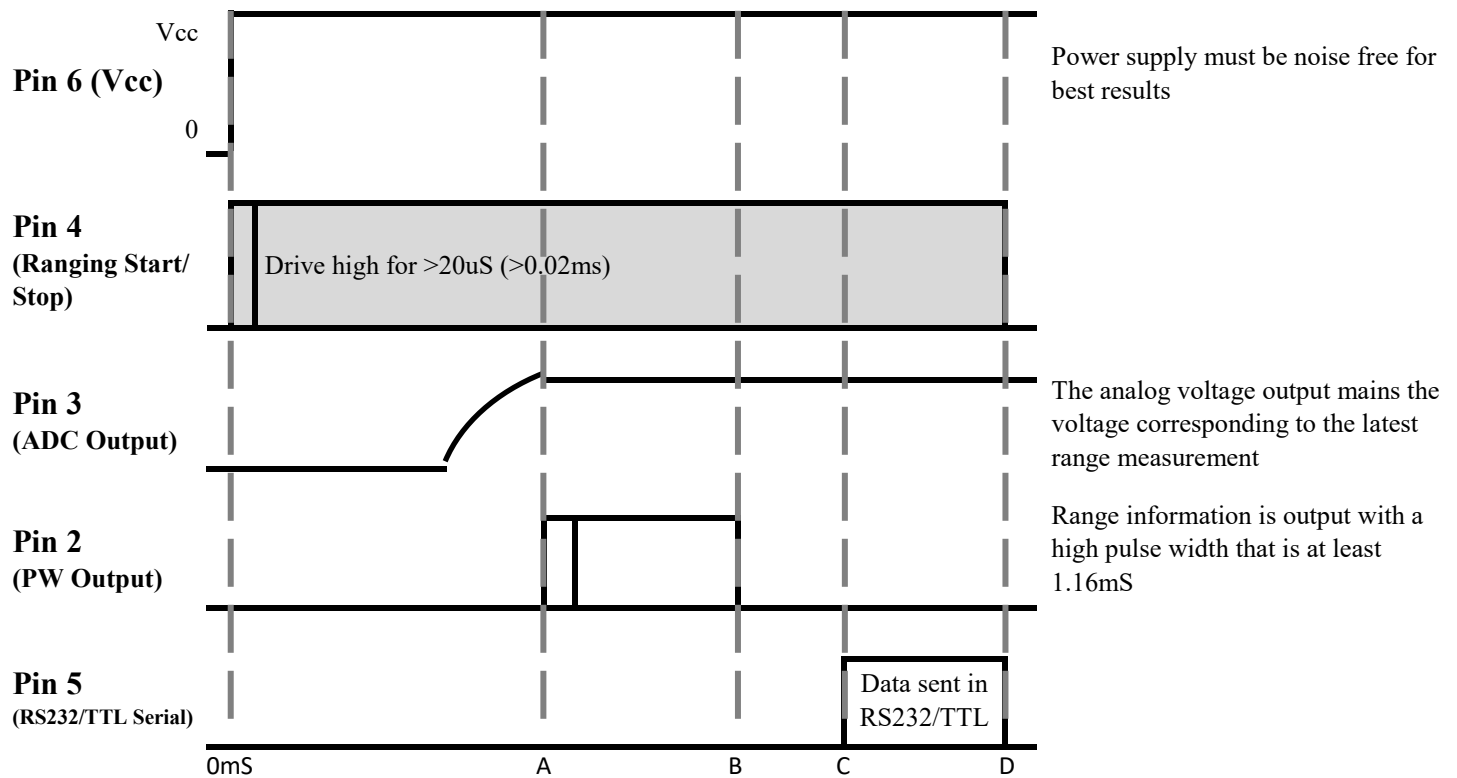 Vcc
Pin 6 (Vcc)
0
Power supply must be noise free for
best results
Pin 4
(Ranging Start/
Stop)
Drive high for >20uS (>0.02ms)
Pin 3
(ADC Output)
The analog voltage output mains the
voltage corresponding to the latest
range measurement
Pin 2
(PW Output)
Range information is output with a
high pulse width that is at least
1.16mS
Pin 5
(RS232/TTL Serial)
Data sent in
RS232/TTL
0mS A B C D